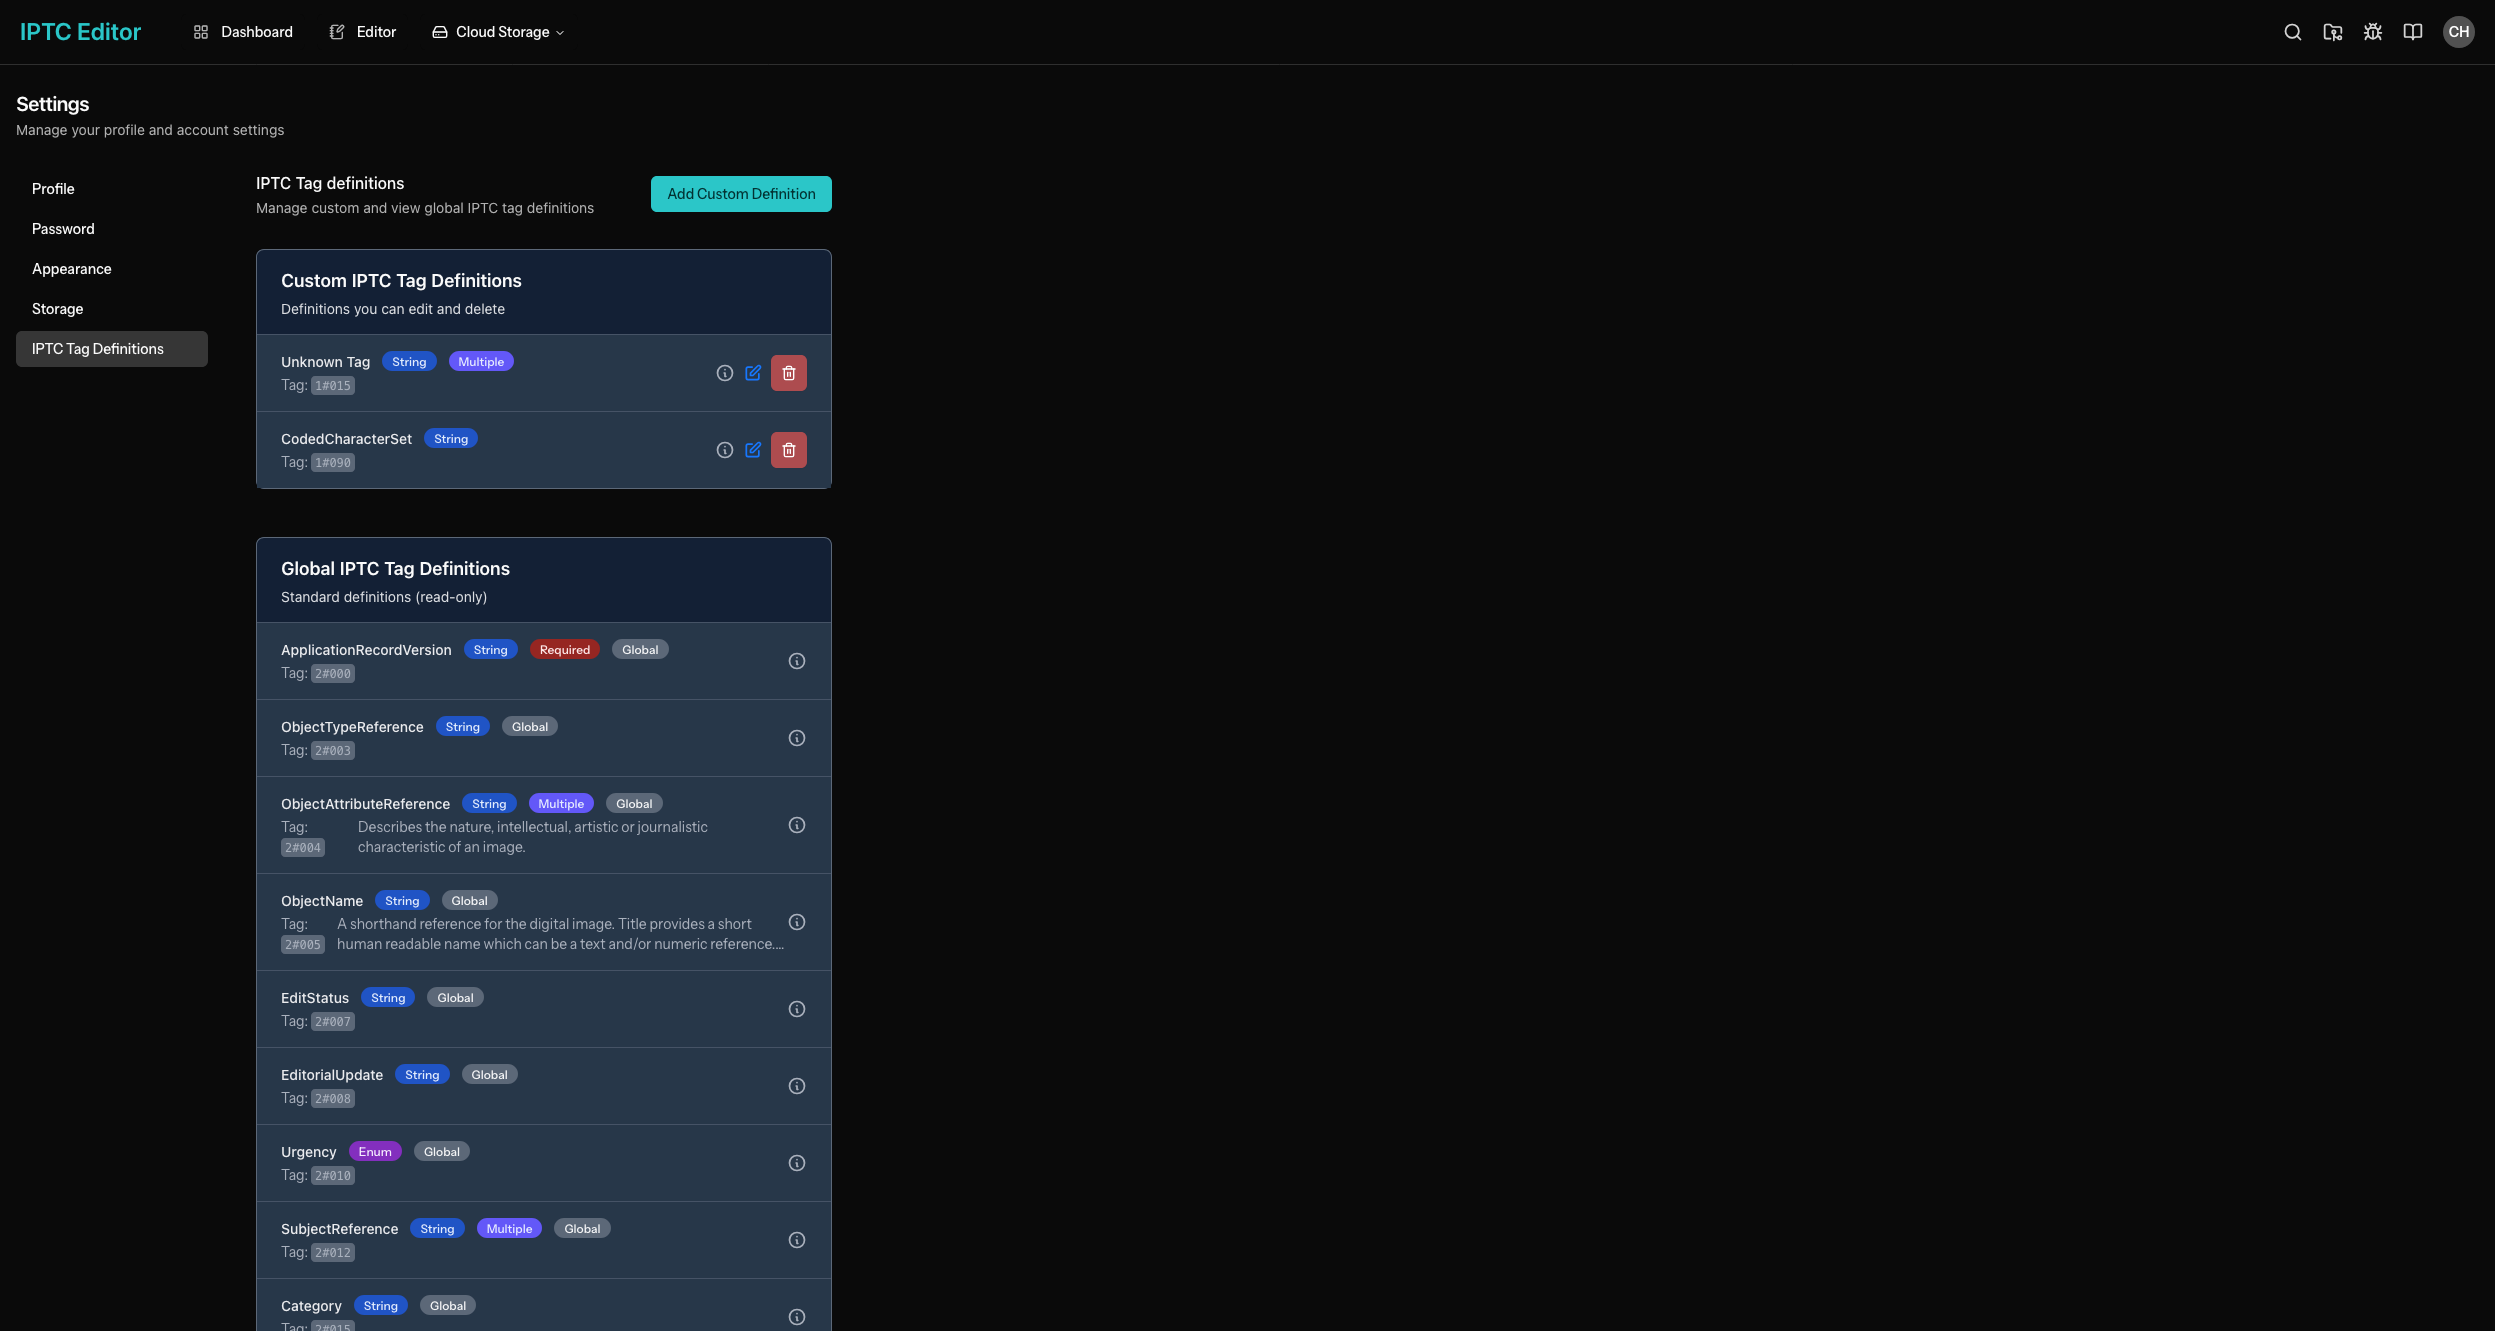 IPTC Editor
Dashboard
Editor
Cloud Storage
CH
Settings
Manage your profile and account settings
Profile
Password
Appearance
Storage
IPTC Tag Definitions
IPTC Tag definitions
Manage custom and view global IPTC tag definitions
Add Custom Definition
Custom IPTC Tag Definitions
Definitions you can edit and delete
Unknown Tag String Multiple
Tag: 1#015
CodedCharacterSet String
Tag: 1#090
Global IPTC Tag Definitions
Standard definitions (read-only)
ApplicationRecordVersion String Required Global
Tag: 2#000
ObjectTypeReference String Global
Tag: 2#003
ObjectAttributeReference String Multiple Global
Tag: 2#004
Describes the nature, intellectual, artistic or journalistic
characteristic of an image.
ObjectName String Global
Tag: 2#005
A shorthand reference for the digital image. Title provides a short
human readable name which can be a text and/or numeric reference....
EditStatus String Global
Tag: 2#007
EditorialUpdate String Global
Tag: 2#008
Urgency Enum Global
Tag: 2#010
SubjectReference String Multiple Global
Tag: 2#012
Category String Global
Tag: 2#015